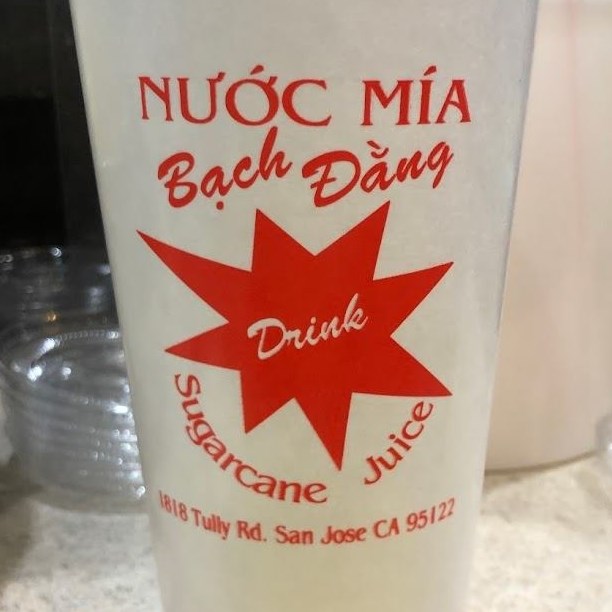 NƯỚC MÍA
Bạch Đằng
Drink
Sugarcane Juice
1818 Tully Rd. San Jose CA 95122